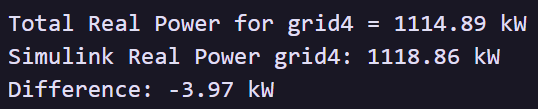 Total Real Power for grid4 = 1114.89 kW
Simulink Real Power grid4: 1118.86 kW
Difference: -3.97 kW